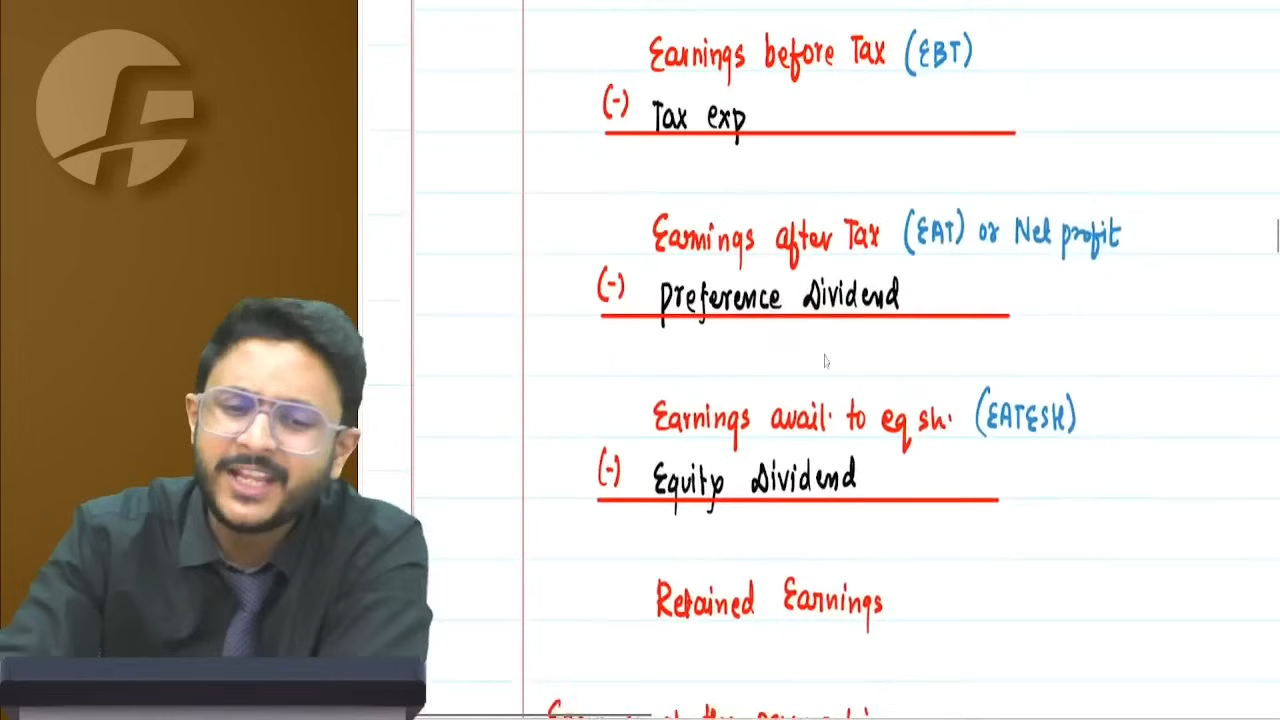 Earnings before Tax (EBT)
(-) Tax exp
Earnings after Tax (EAT) or Net profit
(-) preference Dividend
Earnings avail. to eq sh. (EATESH)
(-) Equity Dividend
Retained Earnings